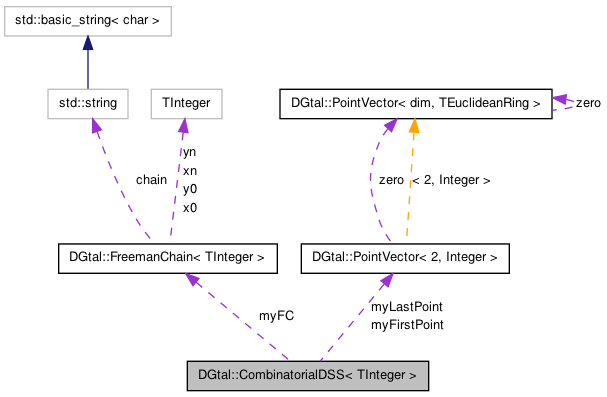 std::basic_string< char >
std::string
TInteger
DGtal::PointVector< dim, TEuclideanRing >
zero
chain
yn
xn
y0
x0
zero
< 2, Integer >
DGtal::FreemanChain< TInteger >
DGtal::PointVector< 2, Integer >
myFC
myLastPoint
myFirstPoint
DGtal::CombinatorialDSS< TInteger >